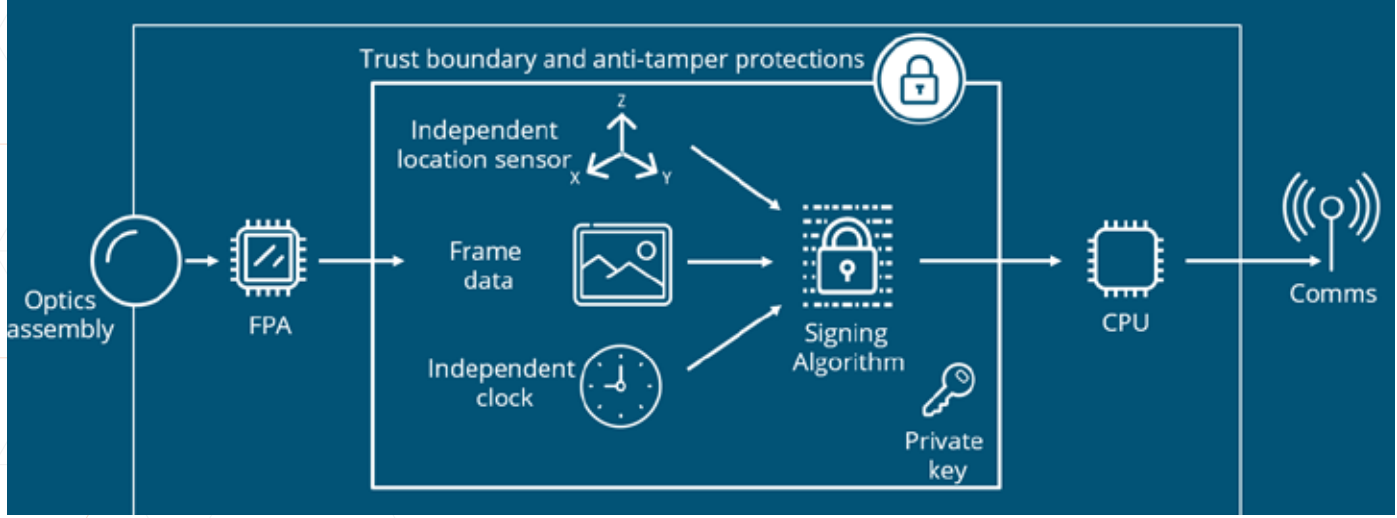 Trust boundary and anti-tamper protections
Z
Independent
location sensor
X
Y
Frame
data
Optics
assembly
FPA
Signing
Algorithm
CPU
Comms
Independent
clock
Private
key